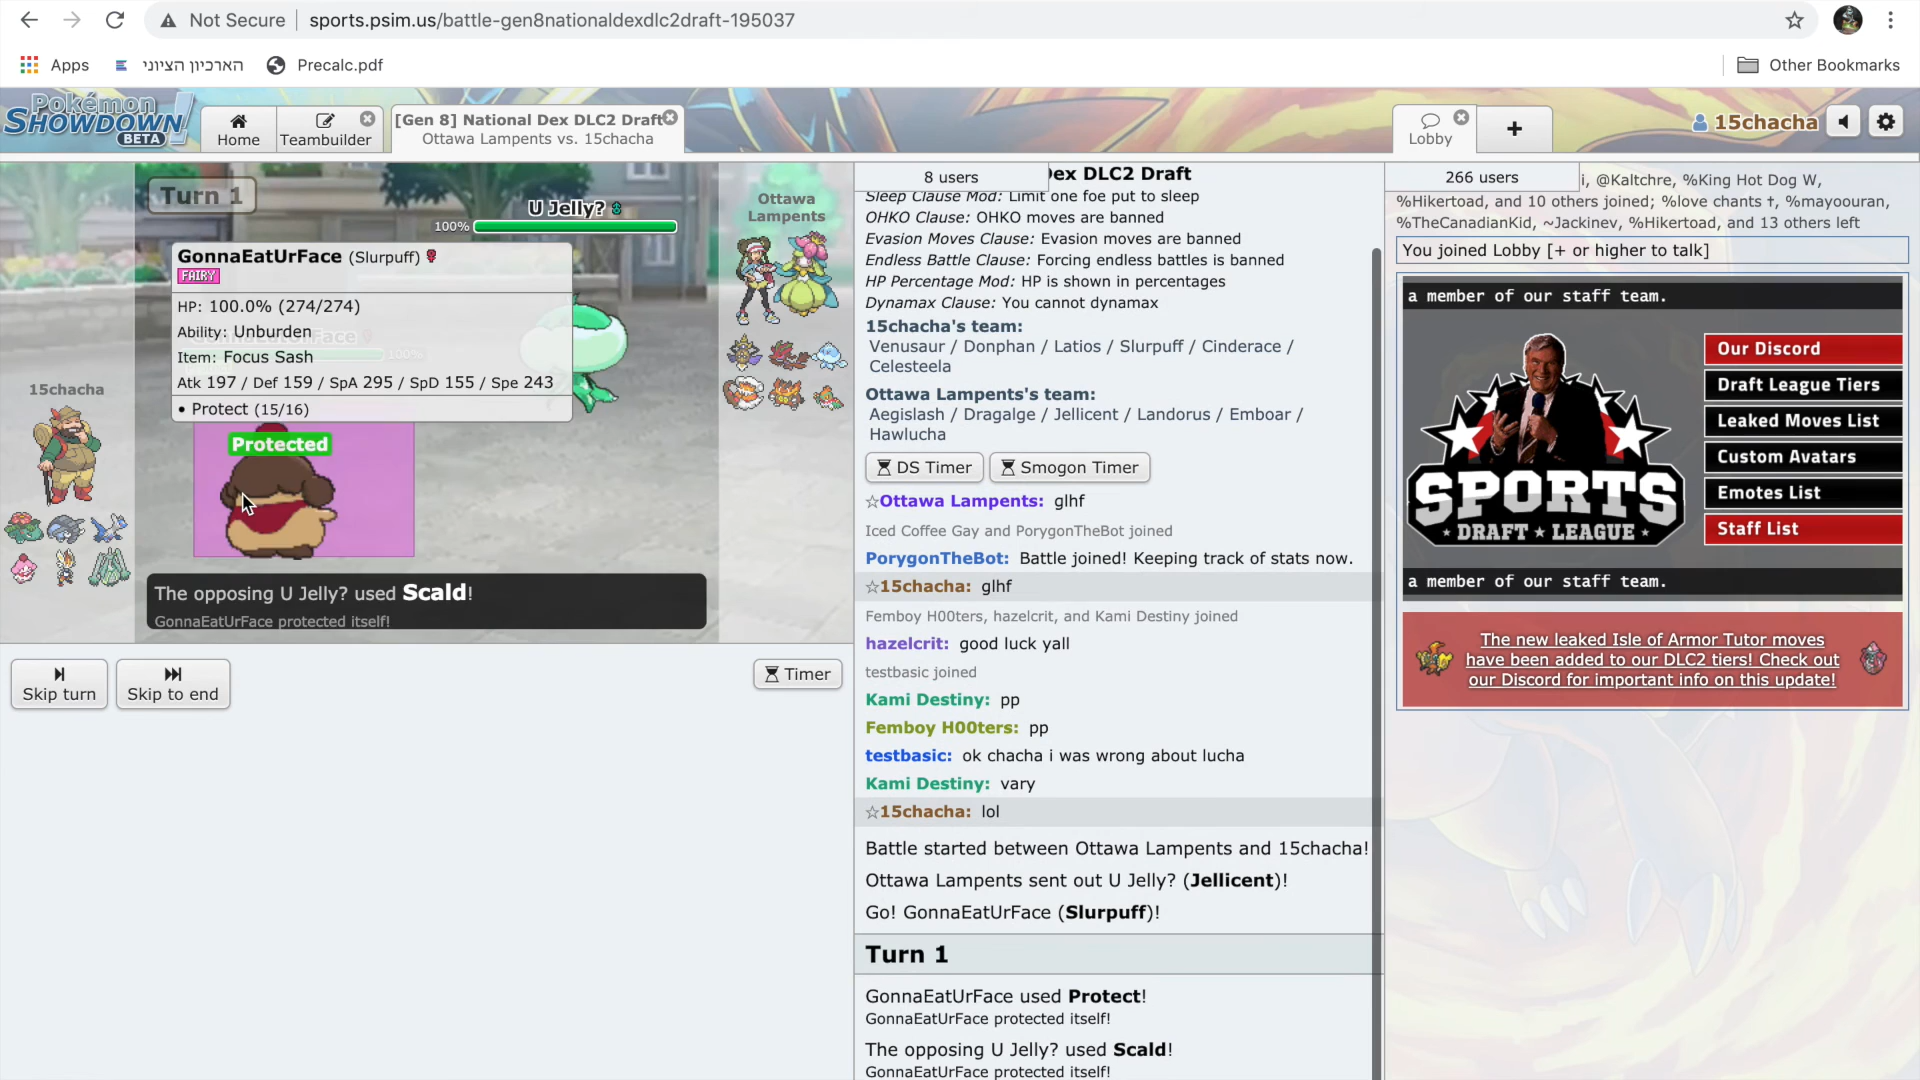 Not Secure
sports.psim.us/battle-gen8nationaldexdlc2draft-195037
Apps
הארכיון הציוני
Precalc.pdf
Other Bookmarks
Pokémon
SHOWDOWN
BETA
Home
Teambuilder
[Gen 8] National Dex DLC2 Draft
Ottawa Lampents vs. 15chacha
Lobby
+
15chacha
Turn 1
U Jelly?
100%
GonnaEatUrFace (Slurpuff)
FAIRY
HP: 100.0% (274/274)
Ability: Unburden
Item: Focus Sash
Atk 197 / Def 159 / SpA 295 / SpD 155 / Spe 243
• Protect (15/16)
Protected
15chacha
Ottawa
Lampents
The opposing U Jelly? used Scald!
GonnaEatUrFace protected itself!
Skip turn
Skip to end
Timer
8 users
Dex DLC2 Draft
Sleep Clause Mod: Limit one foe put to sleep
OHKO Clause: OHKO moves are banned
Evasion Moves Clause: Evasion moves are banned
Endless Battle Clause: Forcing endless battles is banned
HP Percentage Mod: HP is shown in percentages
Dynamax Clause: You cannot dynamax
15chacha's team:
Venusaur / Donphan / Latios / Slurpuff / Cinderace /
Celesteela
Ottawa Lampents's team:
Aegislash / Dragalge / Jellicent / Landorus / Emboar /
Hawlucha
DS Timer
Smogon Timer
☆Ottawa Lampents: glhf
Iced Coffee Gay and PorygonTheBot joined
PorygonTheBot: Battle joined! Keeping track of stats now.
☆15chacha: glhf
Femboy H00ters, hazelcrit, and Kami Destiny joined
hazelcrit: good luck yall
testbasic joined
Kami Destiny: pp
Femboy H00ters: pp
testbasic: ok chacha i was wrong about lucha
Kami Destiny: vary
☆15chacha: lol
Battle started between Ottawa Lampents and 15chacha!
Ottawa Lampents sent out U Jelly? (Jellicent)!
Go! GonnaEatUrFace (Slurpuff)!
Turn 1
GonnaEatUrFace used Protect!
GonnaEatUrFace protected itself!
The opposing U Jelly? used Scald!
GonnaEatUrFace protected itself!
266 users
i, @Kaltchre, %King Hot Dog W,
%Hikertoad, and 10 others joined; %love chants †, %mayoouran,
%TheCanadianKid, ~Jackinev, %Hikertoad, and 13 others left
You joined Lobby [+ or higher to talk]
a member of our staff team.
SPORTS
DRAFT ★ LEAGUE
Our Discord
Draft League Tiers
Leaked Moves List
Custom Avatars
Emotes List
Staff List
a member of our staff team.
The new leaked Isle of Armor Tutor moves
have been added to our DLC2 tiers! Check out
our Discord for important info on this update!